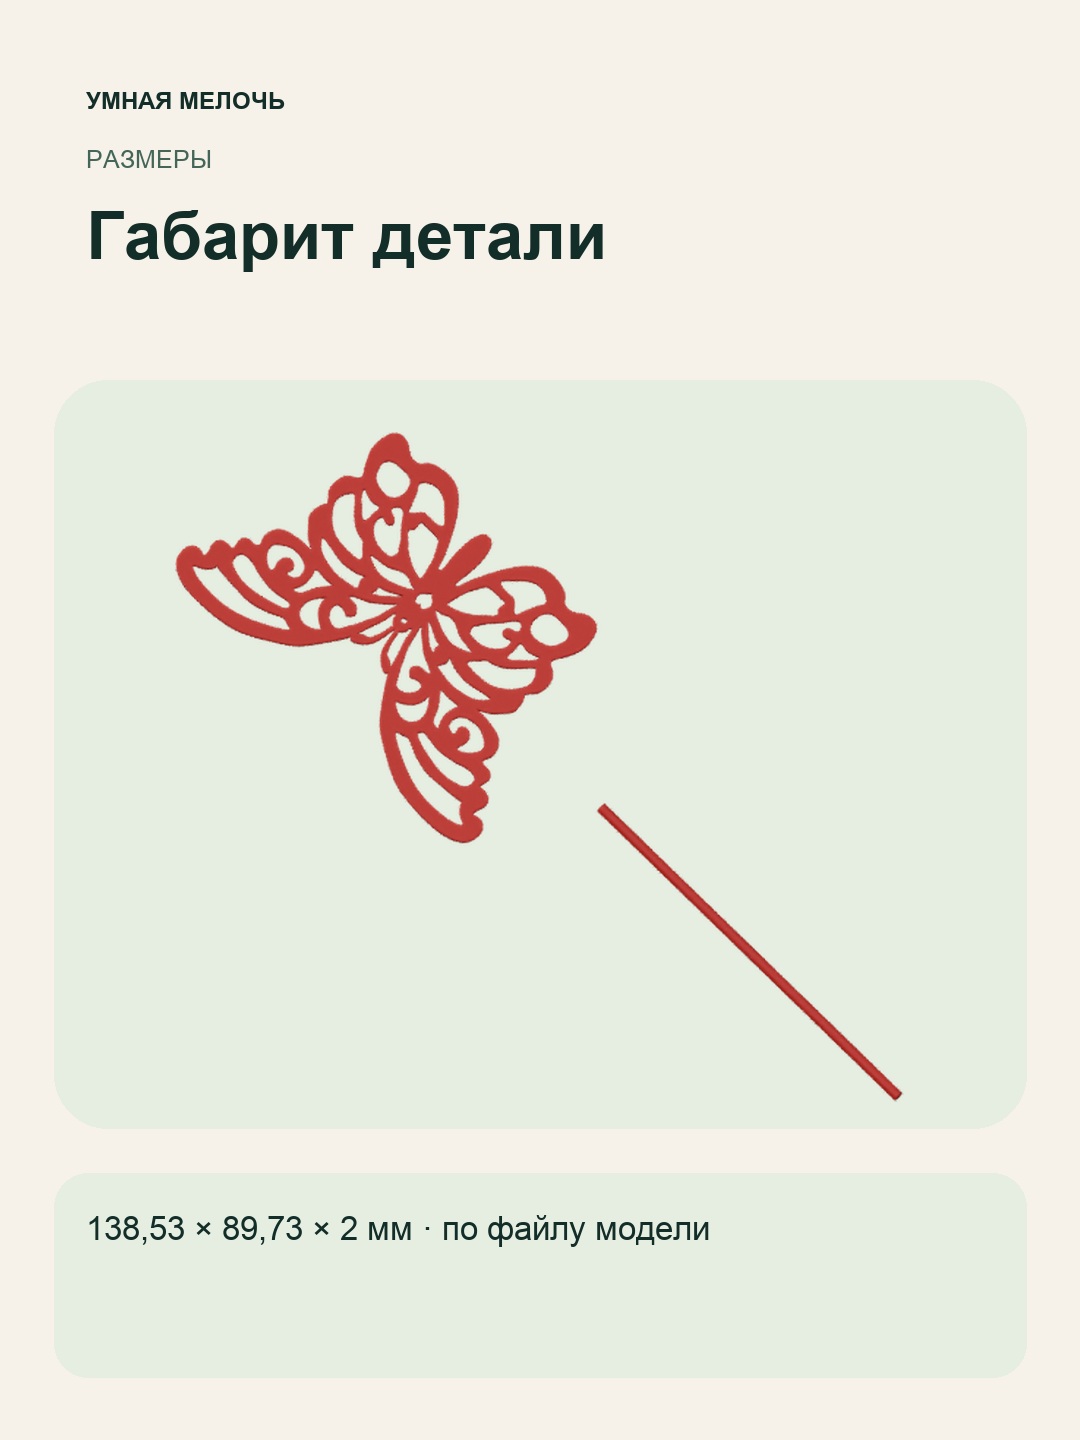 УМНАЯ МЕЛОЧЬ
РАЗМЕРЫ
Габарит детали
138,53 × 89,73 × 2 мм · по файлу модели